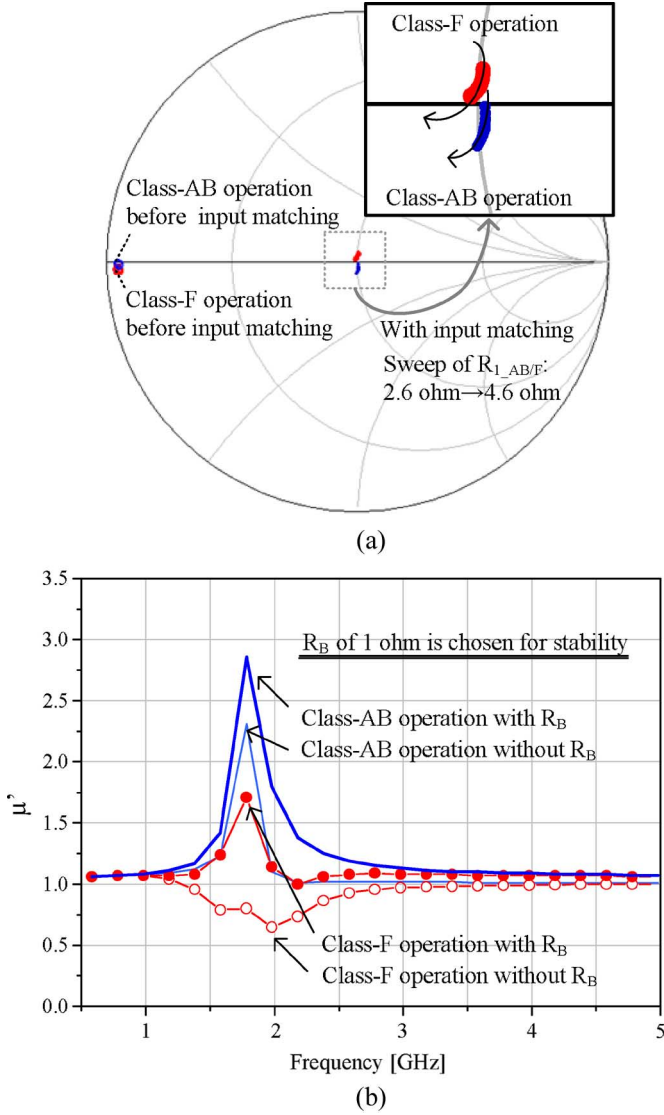 Class-F operation
Class-AB operation
Class-AB operation
before input matching
Class-F operation
before input matching
With input matching
Sweep of R1_AB/F:
2.6 ohm→4.6 ohm
(a)
3.5
3.0
2.5
2.0
1.5
1.0
0.5
0.0
μ’
RB of 1 ohm is chosen for stability
Class-AB operation with RB
Class-AB operation without RB
Class-F operation with RB
Class-F operation without RB
1 2 3 4 5
Frequency [GHz]
(b)